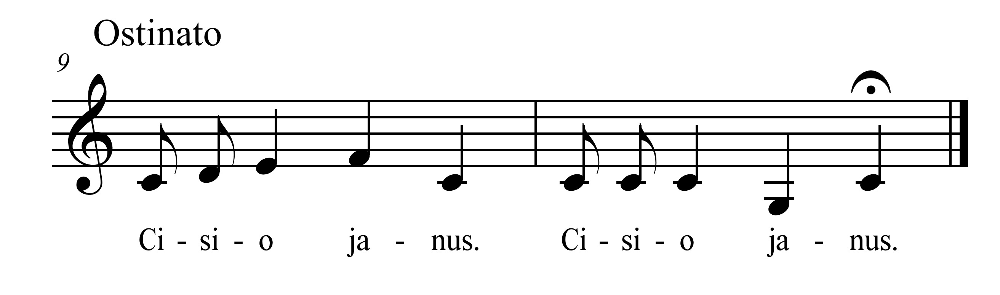 Ostinato
9
Ci - si - o ja - nus. Ci - si - o ja - nus.